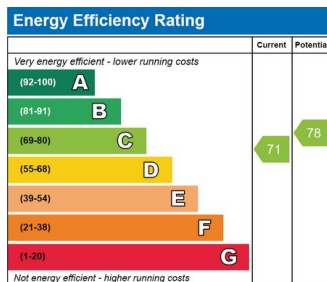 Energy Efficiency Rating
Current Potentia
Very energy efficient - lower running costs
(92-100) A
(81-91) B
(69-80) C
71
78
(55-68) D
(39-54) E
(21-38) F
(1-20) G
Not energy efficient - higher running costs